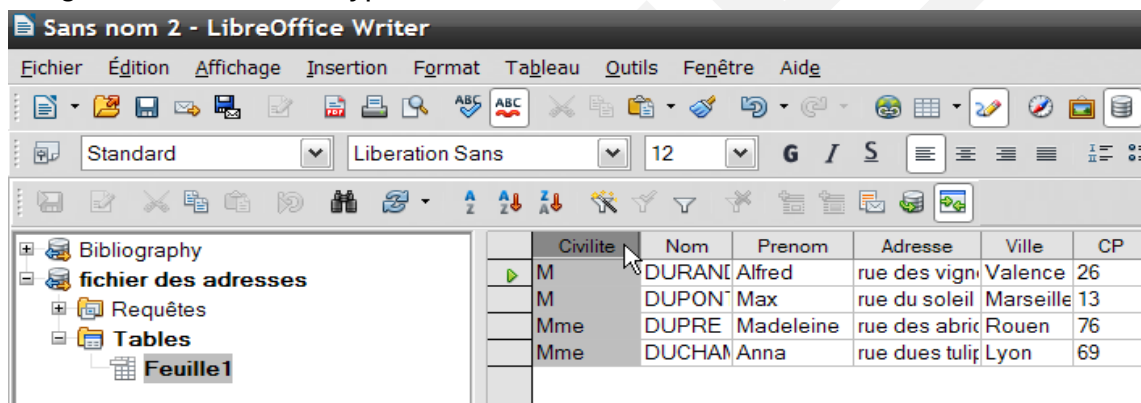 Sans nom 2 - LibreOffice Writer
Fichier Édition Affichage Insertion Format Tableau Outils Fenêtre Aide
ABC ABC
Standard Liberation Sans 12 G I S
Bibliography
fichier des adresses
Requêtes
Tables
Feuille1
Civilite Nom Prenom Adresse Ville CP
M DURAND Alfred rue des vign Valence 26
M DUPONT Max rue du soleil Marseille 13
Mme DUPRE Madeleine rue des abric Rouen 76
Mme DUCHAM Anna rue dues tulip Lyon 69